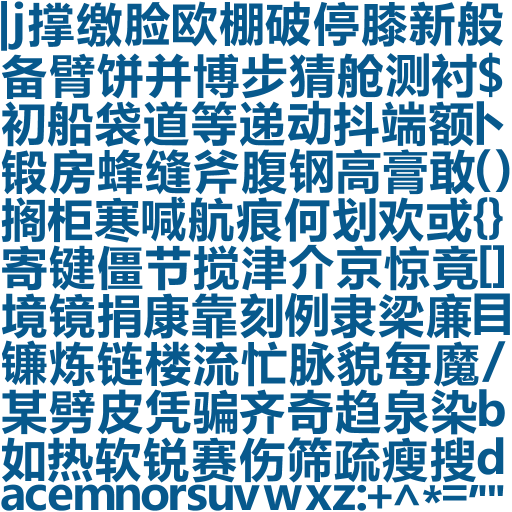 |j撑缴脸欧棚破停膝新般
备臂饼并博步猜舱测衬$
初船袋道等递动抖端额卜
锻房蜂缝斧腹钢高膏敢()
搁柜寒喊航痕何划欢或{}
寄键僵节搅津介京惊竟[]
境镜捐康靠刻例隶梁廉目
镰炼链楼流忙脉貌每魔/
某劈皮凭骗齐奇趋泉染b
如热软锐赛伤筛疏瘦搜d
acemnorsuvwxz:+^*=""